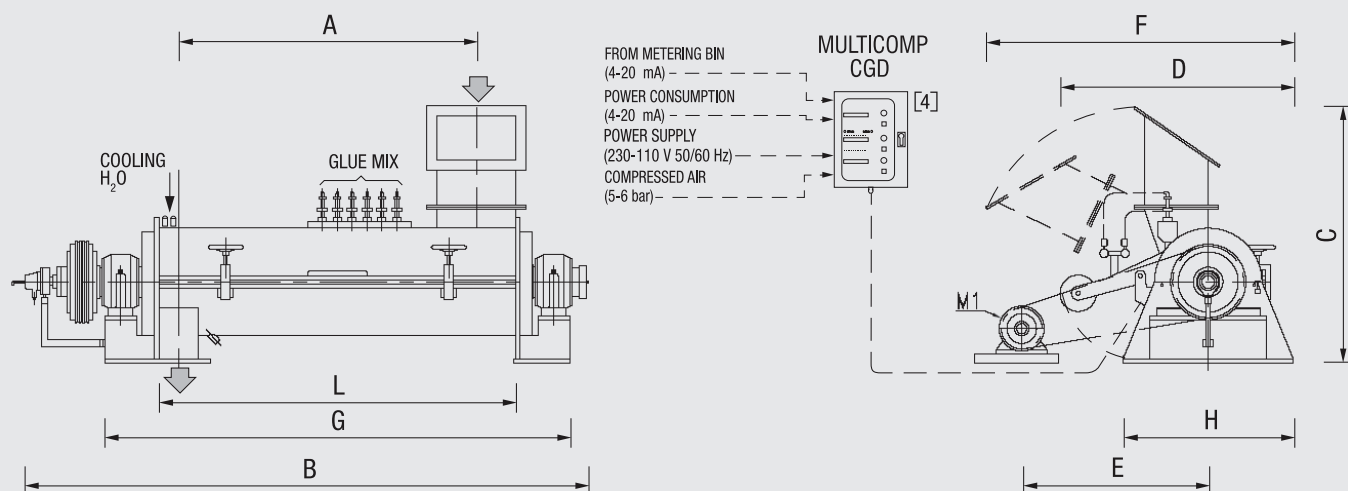 A
F
D
C
COOLING
H₂O
GLUE MIX
FROM METERING BIN
(4-20 mA)
POWER CONSUMPTION
(4-20 mA)
POWER SUPPLY
(230-110 V 50/60 Hz)
COMPRESSED AIR
(5-6 bar)
MULTICOMP
CGD
[4]
M1
L
G
B
H
E